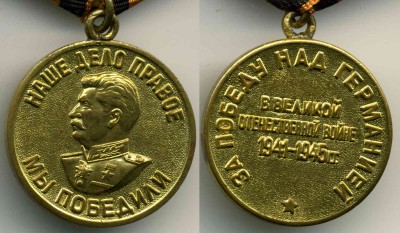 НАШЕ ДЕЛО ПРАВОЕ
МЫ ПОБЕДИЛИ
ЗА ПОБЕДУ НАД ГЕРМАНИЕЙ
В ВЕЛИКОЙ
ОТЕЧЕСТВЕННОЙ ВОЙНЕ
1941-1945 гг